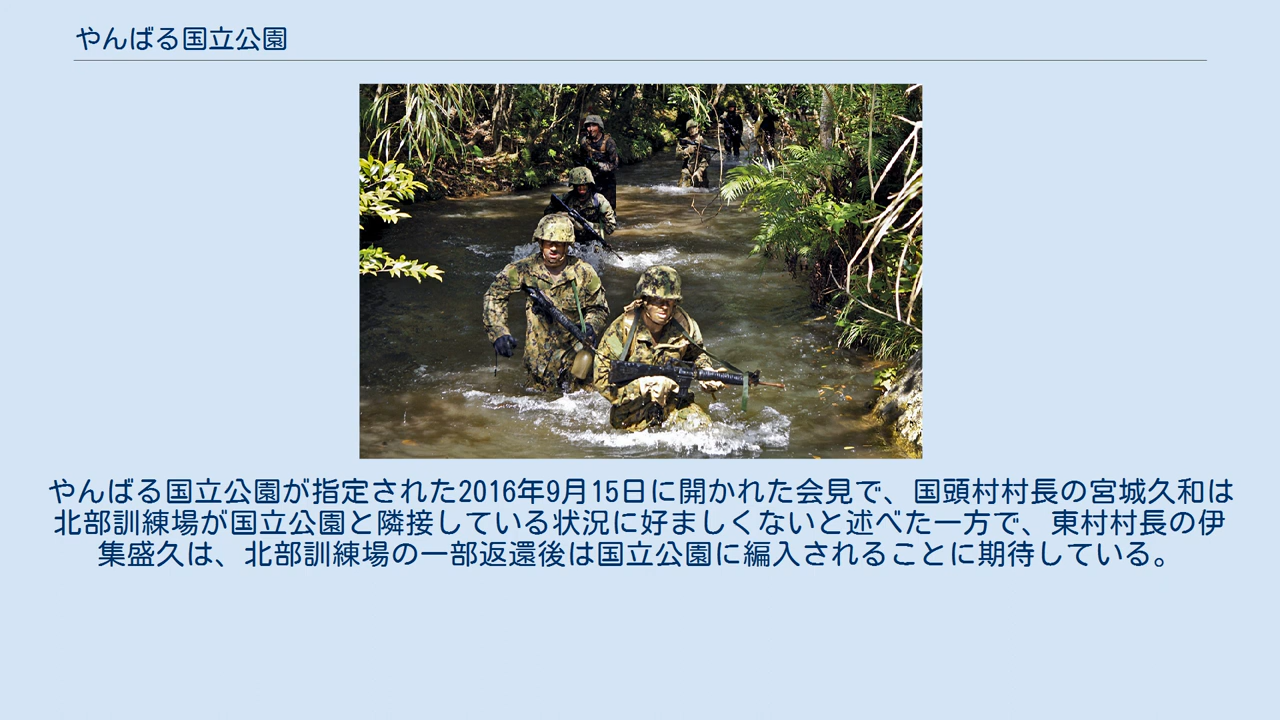 やんばる国立公園
やんばる国立公園が指定された2016年9月15日に開かれた会見で、国頭村村長の宮城久和は
北部訓練場が国立公園と隣接している状況に好ましくないと述べた一方で、東村村長の伊
集盛久は、北部訓練場の一部返還後は国立公園に編入されることに期待している。